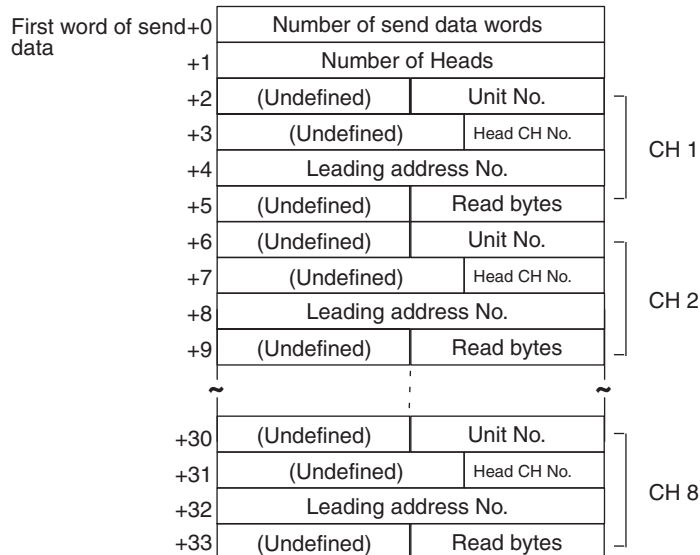 First word of send data
+0 Number of send data words
+1 Number of Heads
+2 (Undefined) Unit No.
+3 (Undefined) Head CH No.
+4 Leading address No.
+5 (Undefined) Read bytes
CH 1
+6 (Undefined) Unit No.
+7 (Undefined) Head CH No.
+8 Leading address No.
+9 (Undefined) Read bytes
CH 2
~ ~
+30 (Undefined) Unit No.
+31 (Undefined) Head CH No.
+32 Leading address No.
+33 (Undefined) Read bytes
CH 8